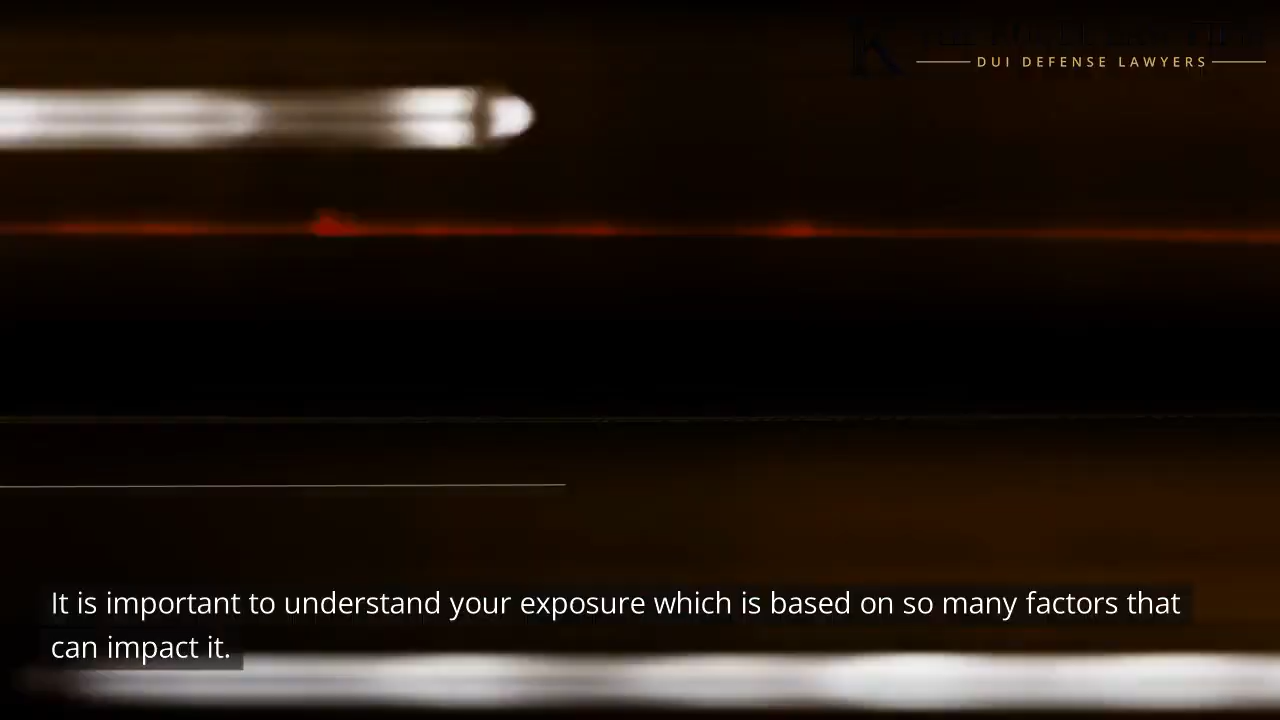 K
DUI DEFENSE LAWYERS
It is important to understand your exposure which is based on so many factors that
can impact it.